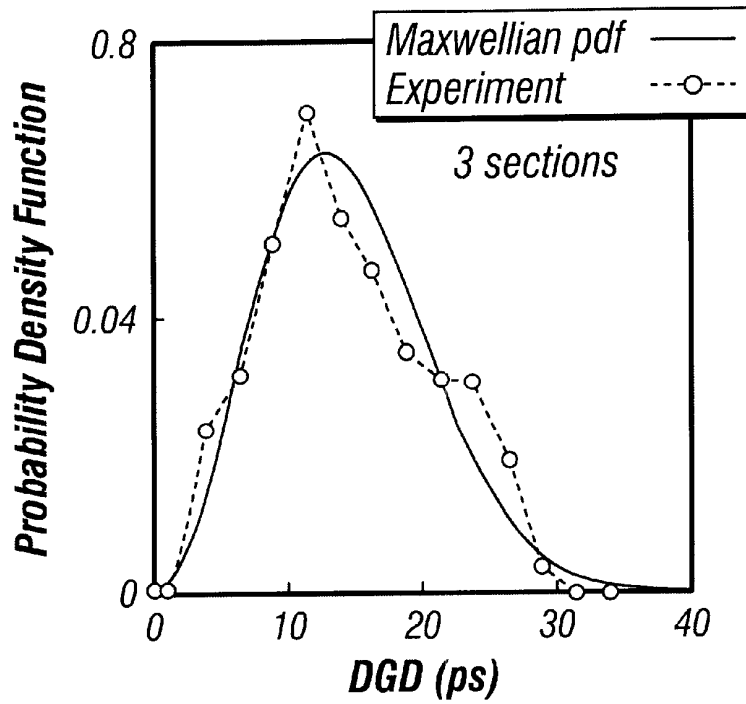 Maxwellian pdf
Experiment
3 sections
Probability Density Function
0.8
0.04
0
0 10 20 30 40
DGD (ps)